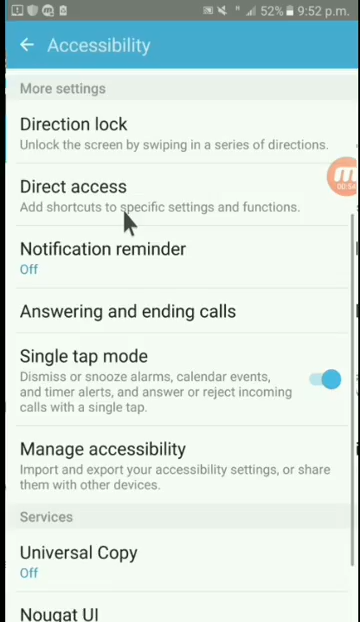 52% 9:52 p.m.
Accessibility
More settings
Direction lock
Unlock the screen by swiping in a series of directions.
Direct access
Add shortcuts to specific settings and functions.
00:54
Notification reminder
Off
Answering and ending calls
Single tap mode
Dismiss or snooze alarms, calendar events,
and timer alerts, and answer or reject incoming
calls with a single tap.
Manage accessibility
Import and export your accessibility settings, or share
them with other devices.
Services
Universal Copy
Off
Nougat UI